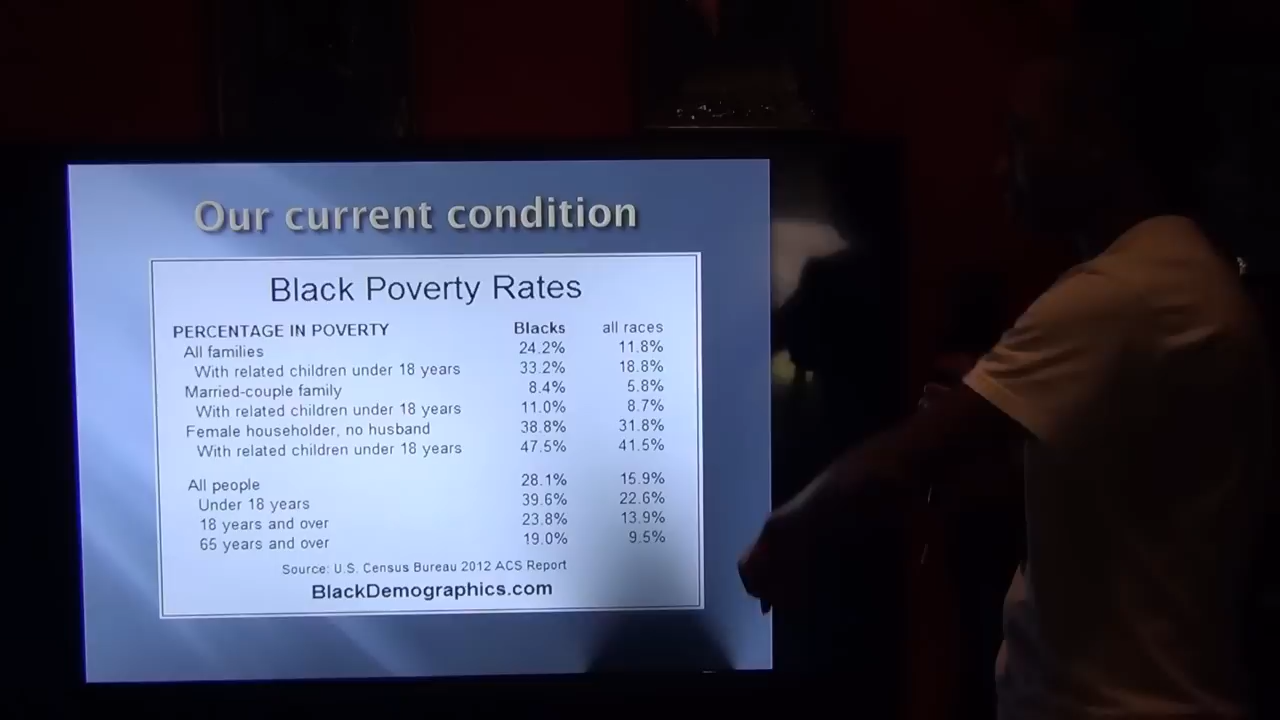 Our current condition
Black Poverty Rates
PERCENTAGE IN POVERTY Blacks all races
All families 24.2% 11.8%
With related children under 18 years 33.2% 18.8%
Married-couple family 8.4% 5.8%
With related children under 18 years 11.0% 8.7%
Female householder, no husband 38.8% 31.8%
With related children under 18 years 47.5% 41.5%
All people 28.1% 15.9%
Under 18 years 39.6% 22.6%
18 years and over 23.8% 13.9%
65 years and over 19.0% 9.5%
Source: U.S. Census Bureau 2012 ACS Report
BlackDemographics.com